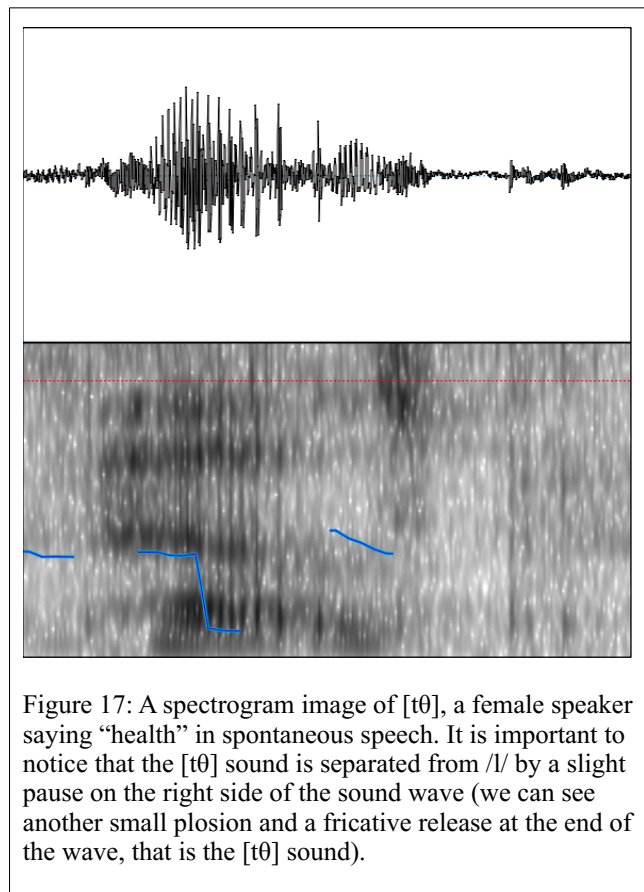 Figure 17: A spectrogram image of [tθ], a female speaker
saying “health” in spontaneous speech. It is important to
notice that the [tθ] sound is separated from /l/ by a slight
pause on the right side of the sound wave (we can see
another small plosion and a fricative release at the end of
the wave, that is the [tθ] sound).